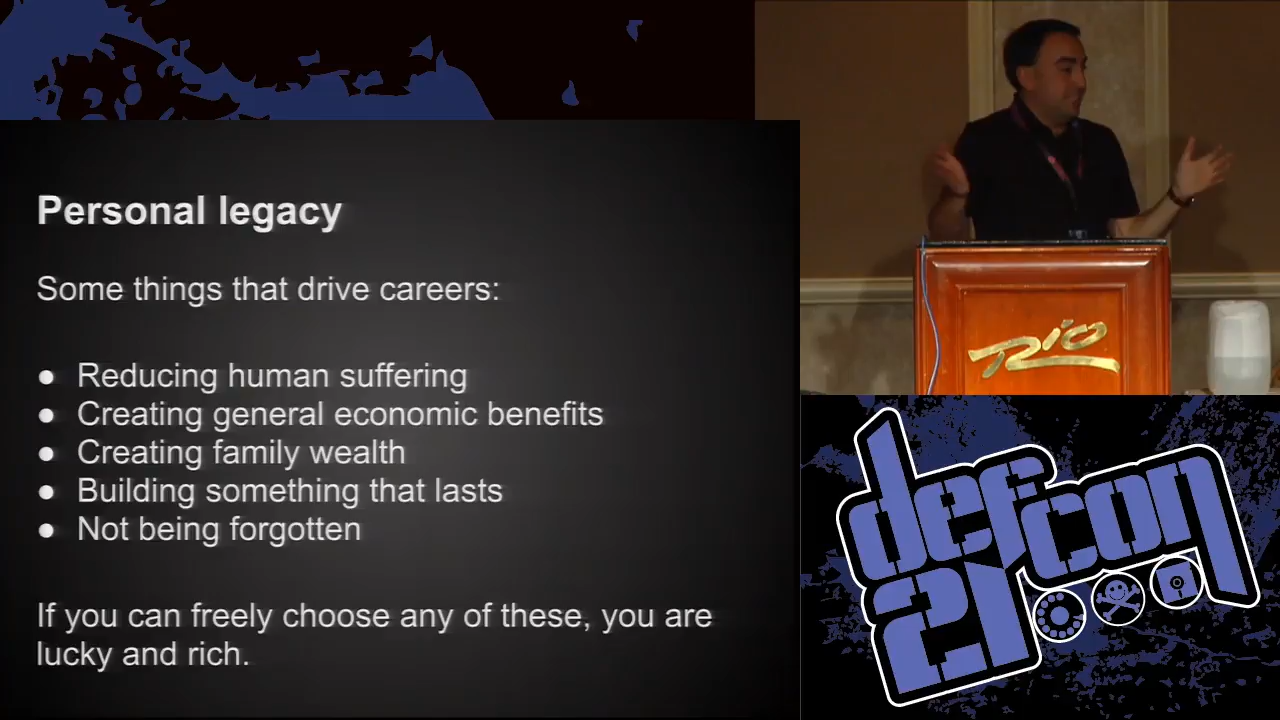 Personal legacy
Some things that drive careers:
● Reducing human suffering
● Creating general economic benefits
● Creating family wealth
● Building something that lasts
● Not being forgotten
If you can freely choose any of these, you are
lucky and rich.
Rio
defcon
21